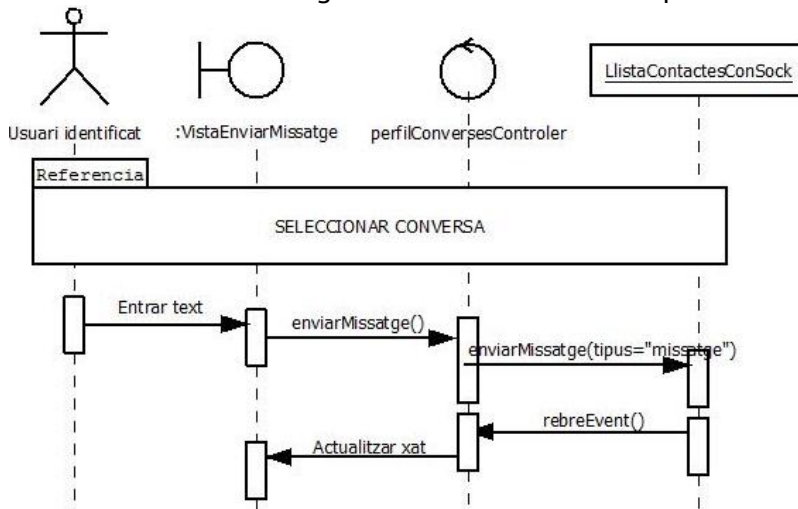 LlistaContactesConSock
Usuari identificat
:VistaEnviarMissatge
perfilConversesControler
Referencia
SELECCIONAR CONVERSA
Entrar text
enviarMissatge()
enviarMissatge(tipus="missatge")
rebreEvent()
Actualitzar xat